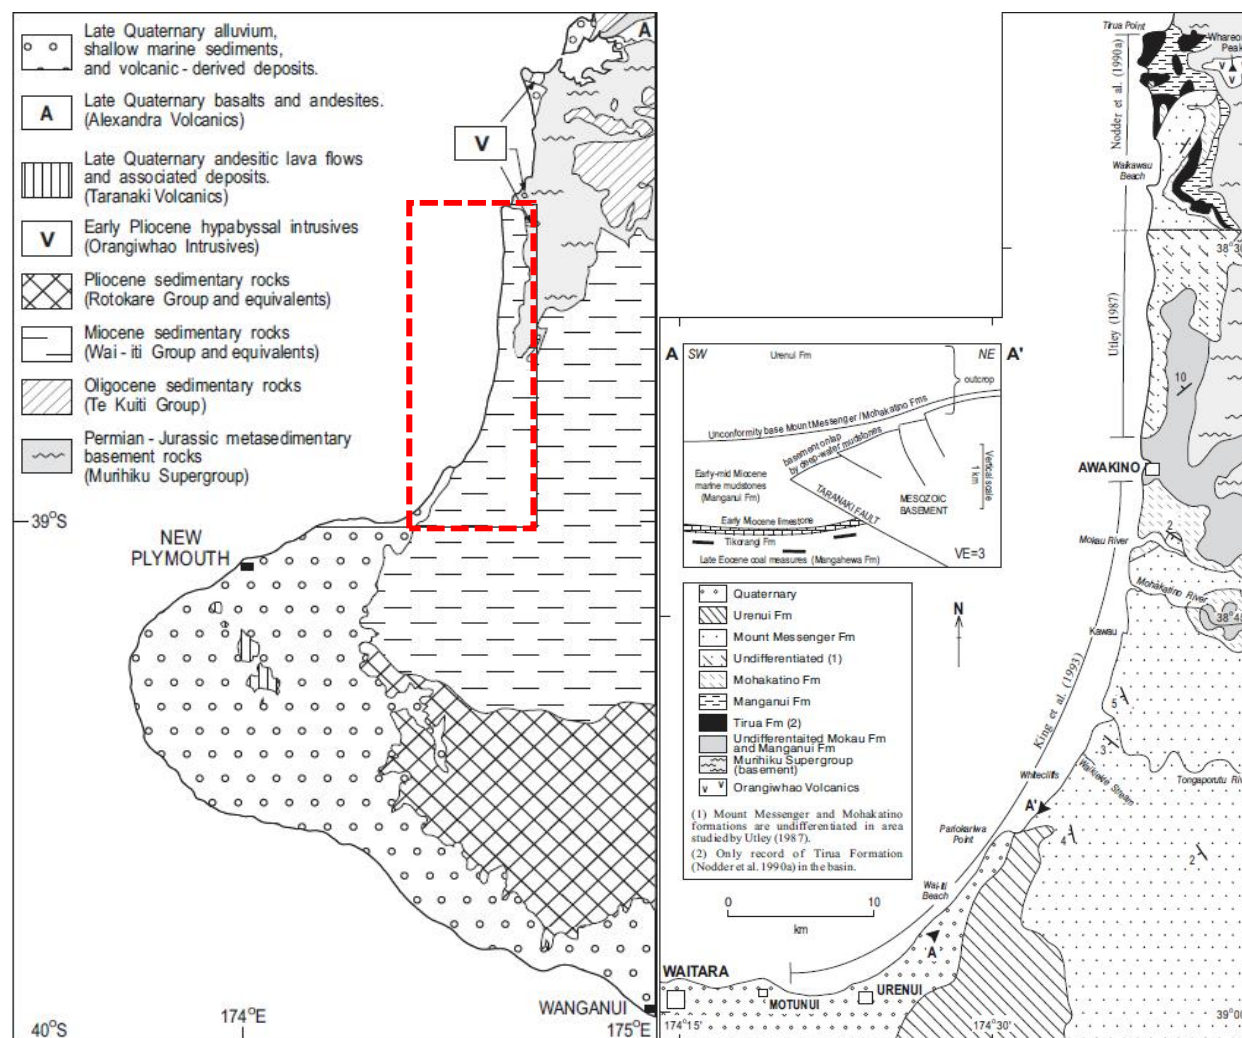 Late Quaternary alluvium,
shallow marine sediments,
and volcanic - derived deposits.
A
Late Quaternary basalts and andesites.
(Alexandra Volcanics)
Late Quaternary andesitic lava flows
and associated deposits.
(Taranaki Volcanics)
V
Early Pliocene hypabyssal intrusives
(Orangiwhao Intrusives)
Pliocene sedimentary rocks
(Rotokare Group and equivalents)
Miocene sedimentary rocks
(Wai - iti Group and equivalents)
Oligocene sedimentary rocks
(Te Kuiti Group)
Permian - Jurassic metasedimentary
basement rocks
(Murihiku Supergroup)
A
V
39°S
NEW
PLYMOUTH
WANGANUI
40°S
174°E
175°E
A
SW
Urenui Fm
NE
A'
outcrop
Unconformity base Mount Messenger / Mohakatino Fms
basement onlap
by deep-water mudstones
Early-mid Miocene
marine mudstones
(Manganui Fm)
Vertical scale
1 km
TARANAKI FAULT
MESOZOIC
BASEMENT
Early Miocene limestone
Tikorangi Fm
Late Eocene coal measures (Mangahewa Fm)
VE=3
Quaternary
Urenui Fm
Mount Messenger Fm
Undifferentiated (1)
Mohakatino Fm
Manganui Fm
Tirua Fm (2)
Undifferentaited Mokau Fm
and Manganui Fm
Murihiku Supergroup
(basement)
V V
Orangiwhao Volcanics
(1) Mount Messenger and Mohakatino
formations are undifferentiated in area
studied by Utley (1987).
(2) Only record of Tirua Formation
(Nodder et al. 1990a) in the basin.
0
10
km
N
Tirua Point
Peak
V V
V
Nodder et al. (1990a)
Waikawau
Beach
Utley (1987)
10
AWAKINO
2
Mokau River
Mohakatino River
Kawau
King et al. (1993)
5
3
Whitecliffs
Tongaporutu
A'
Pariokariwa
Point
4
2
Wai-iti
Beach
A
WAITARA
MOTUNUI
URENUI
174°15'
174°30'
39°00